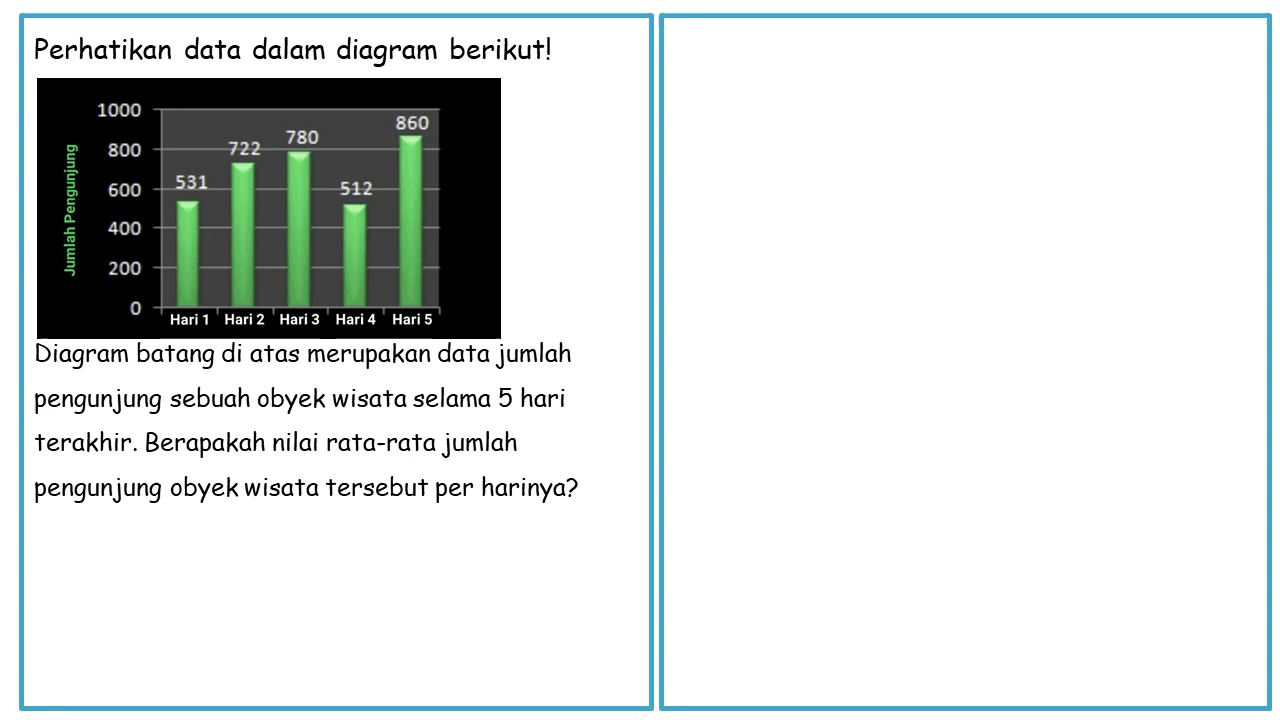 Perhatikan data dalam diagram berikut!
1000
800
600
400
200
0
Jumlah Pengunjung
531
722
780
512
860
Hari 1 Hari 2 Hari 3 Hari 4 Hari 5
Diagram batang di atas merupakan data jumlah
pengunjung sebuah obyek wisata selama 5 hari
terakhir. Berapakah nilai rata-rata jumlah
pengunjung obyek wisata tersebut per harinya?